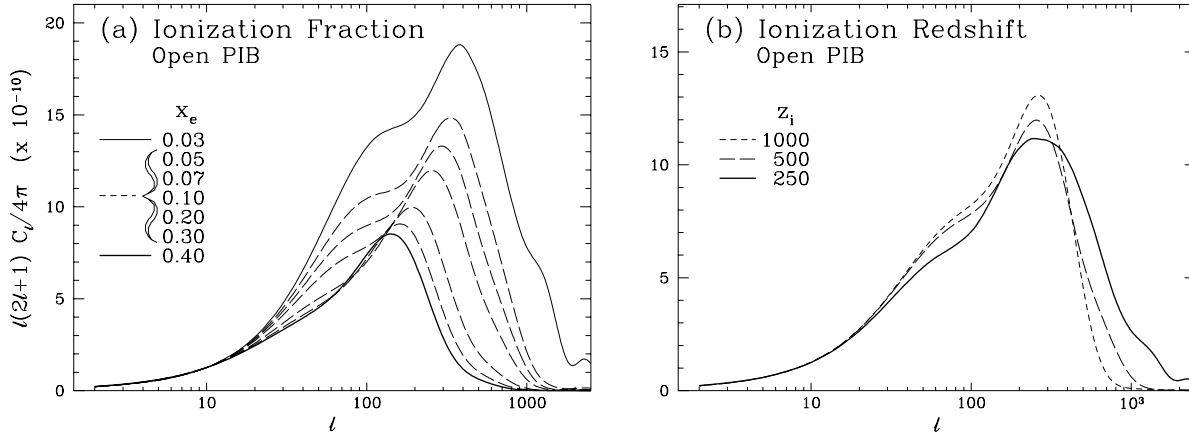 (a) Ionization Fraction
Open PIB
x_e
0.03
0.05
0.07
0.10
0.20
0.30
0.40
20
15
10
5
0
10
100
1000
ℓ
ℓ(2ℓ+1) C_ℓ/4π (x 10^-10)
(b) Ionization Redshift
Open PIB
z_i
1000
500
250
15
10
5
0
10
100
10³
ℓ